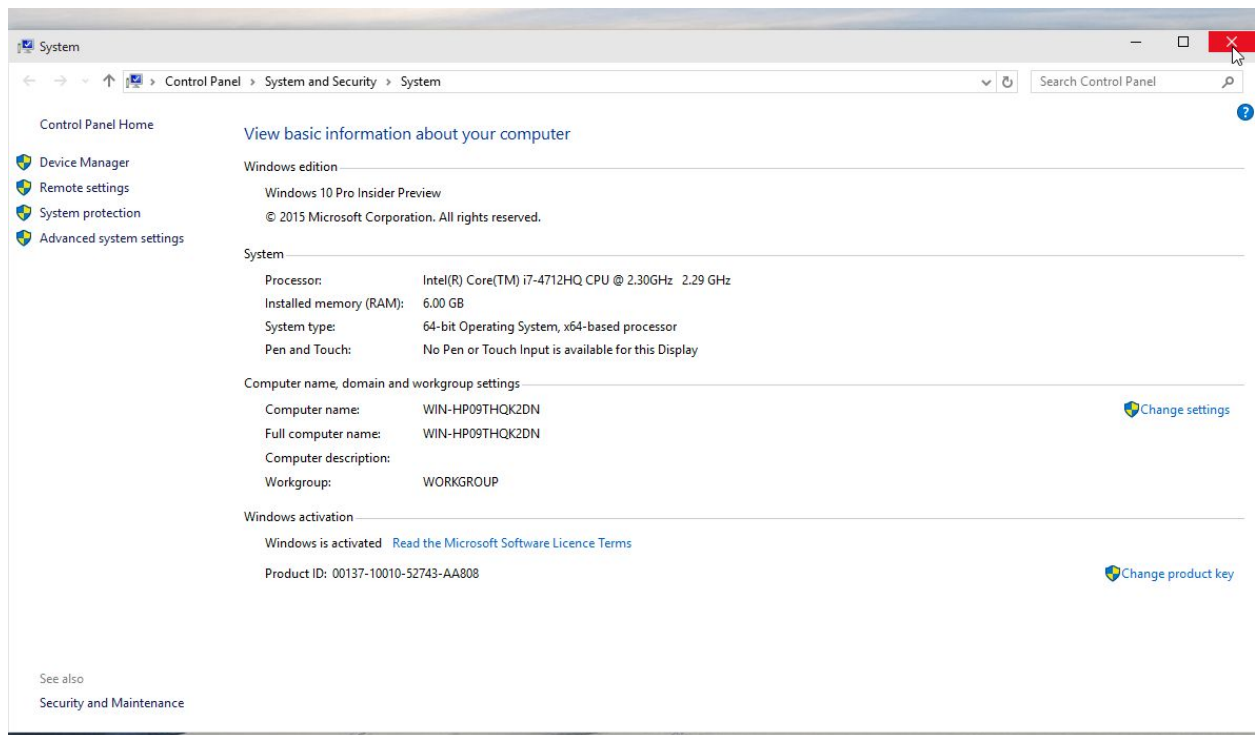 System
Control Panel > System and Security > System
Search Control Panel
Control Panel Home
Device Manager
Remote settings
System protection
Advanced system settings
See also
Security and Maintenance
?
View basic information about your computer
Windows edition
Windows 10 Pro Insider Preview
© 2015 Microsoft Corporation. All rights reserved.
System
Processor: Intel(R) Core(TM) i7-4712HQ CPU @ 2.30GHz 2.29 GHz
Installed memory (RAM): 6.00 GB
System type: 64-bit Operating System, x64-based processor
Pen and Touch: No Pen or Touch Input is available for this Display
Computer name, domain and workgroup settings
Computer name: WIN-HP09THQK2DN
Change settings
Full computer name: WIN-HP09THQK2DN
Computer description:
Workgroup: WORKGROUP
Windows activation
Windows is activated Read the Microsoft Software Licence Terms
Product ID: 00137-10010-52743-AA808
Change product key